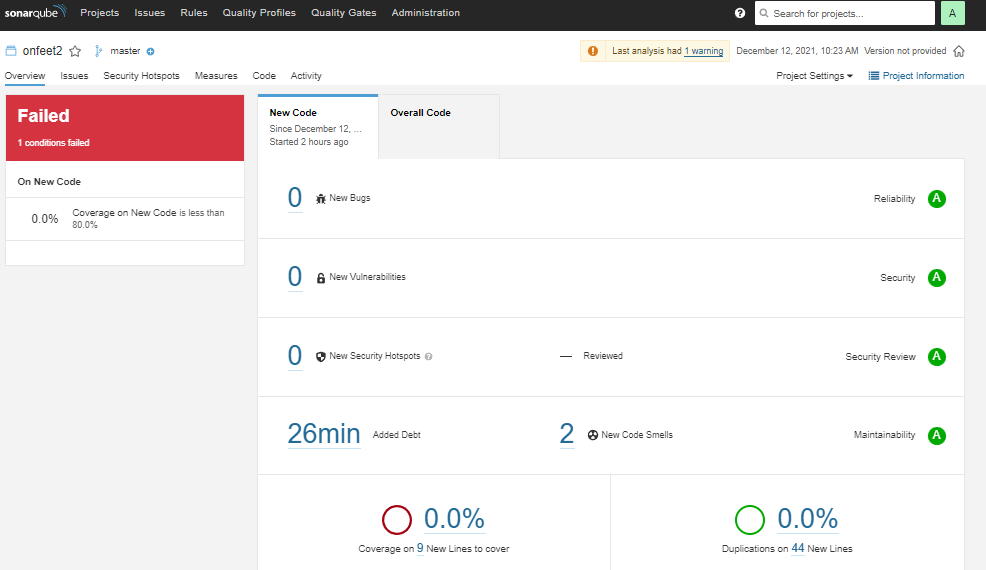 sonarqube Projects Issues Rules Quality Profiles Quality Gates Administration ? Search for projects... A
onfeet2 master Last analysis had 1 warning December 12, 2021, 10:23 AM Version not provided
Overview Issues Security Hotspots Measures Code Activity Project Settings Project Information
Failed
1 conditions failed
On New Code
0.0% Coverage on New Code is less than
80.0%
New Code
Since December 12, ...
Started 2 hours ago
Overall Code
0 New Bugs Reliability A
0 New Vulnerabilities Security A
0 New Security Hotspots ? — Reviewed Security Review A
26min Added Debt 2 New Code Smells Maintainability A
0.0%
Coverage on 9 New Lines to cover
0.0%
Duplications on 44 New Lines